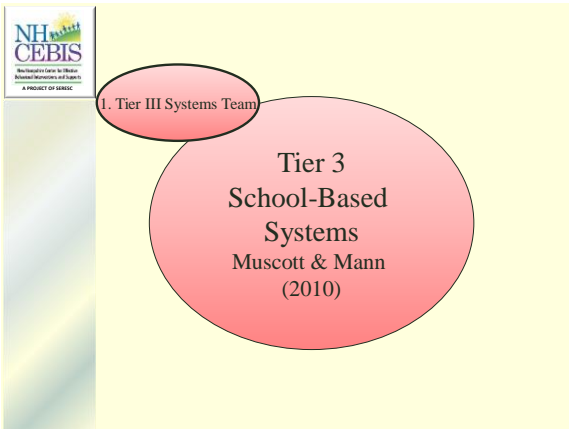 NH
CEBIS
New Hampshire Center for Effective
Behavioral Interventions and Supports
A PROJECT OF SERESC
1. Tier III Systems Team
Tier 3
School-Based
Systems
Muscott & Mann
(2010)